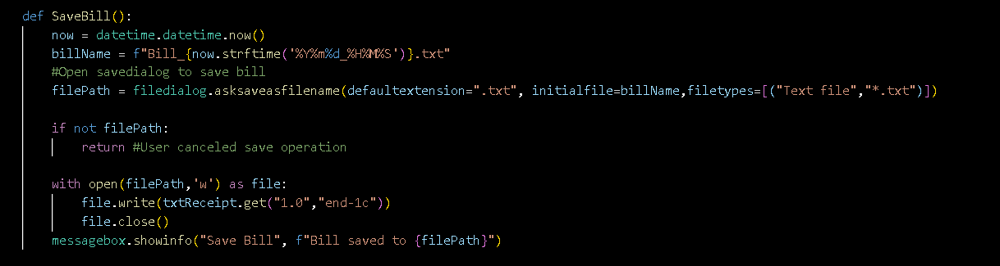 def SaveBill():
    now = datetime.datetime.now()
    billName = f"Bill_{now.strftime('%Y%m%d_%H%M%S')}.txt"
    #Open savedialog to save bill
    filePath = filedialog.asksaveasfilename(defaultextension=".txt", initialfile=billName,filetypes=[("Text file","*.txt")])

    if not filePath:
        return #User canceled save operation

    with open(filePath,'w') as file:
        file.write(txtReceipt.get("1.0","end-1c"))
        file.close()
    messagebox.showinfo("Save Bill", f"Bill saved to {filePath}")